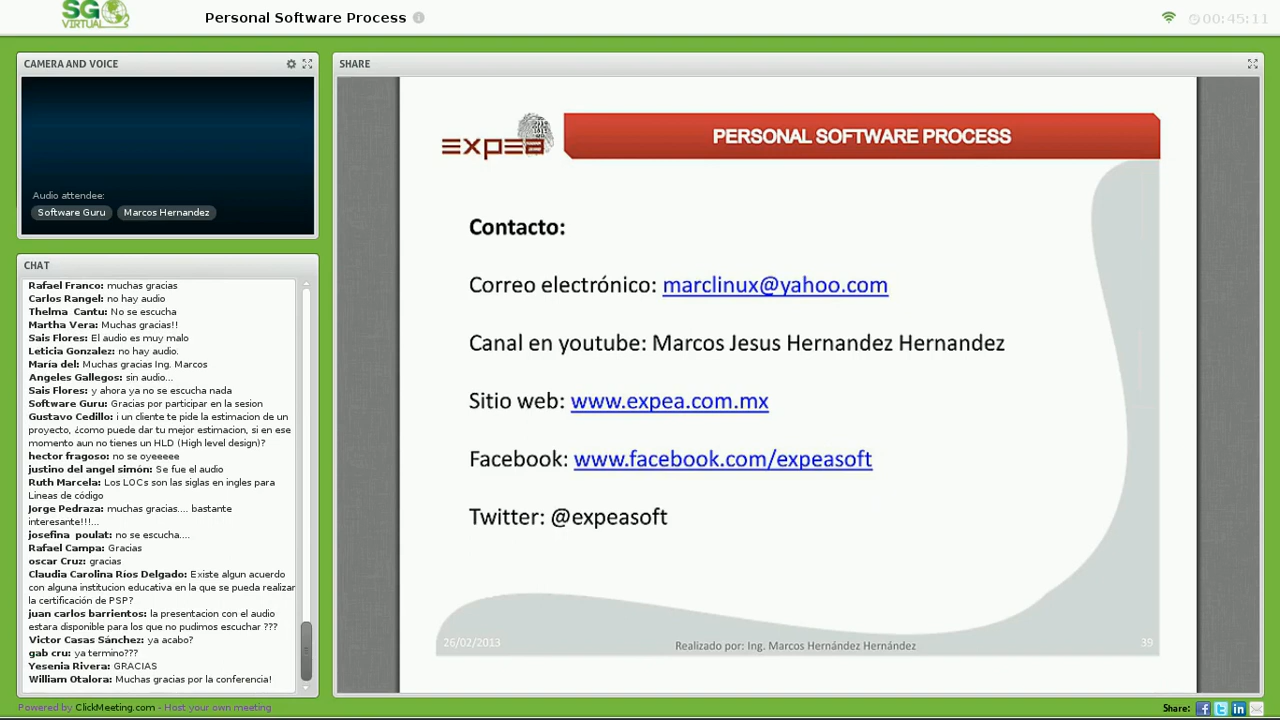 SG
VIRTUAL
Personal Software Process
00:45:11
CAMERA AND VOICE
Audio attendee:
Software Guru
Marcos Hernandez
CHAT
Rafael Franco: muchas gracias
Carlos Rangel: no hay audio
Thelma Cantu: No se escucha
Martha Vera: Muchas gracias!!
Sais Flores: El audio es muy malo
Leticia Gonzalez: no hay audio.
María del: Muchas gracias Ing. Marcos
Angeles Gallegos: sin audio...
Sais Flores: y ahora ya no se escucha nada
Software Guru: Gracias por participar en la sesion
Gustavo Cedillo: i un cliente te pide la estimacion de un
proyecto, ¿como puede dar tu mejor estimacion, si en ese
momento aun no tienes un HLD (High level design)?
hector fragoso: no se oyeeeee
justino del angel simón: Se fue el audio
Ruth Marcela: Los LOCs son las siglas en ingles para
Lineas de código
Jorge Pedraza: muchas gracias.... bastante
interesante!!!...
josefina poulat: no se escucha....
Rafael Campa: Gracias
oscar Cruz: gracias
Claudia Carolina Ríos Delgado: Existe algun acuerdo
con alguna institucion educativa en la que se pueda realizar
la certificación de PSP?
juan carlos barrientos: la presentacion con el audio
estara disponible para los que no pudimos escuchar ???
Victor Casas Sánchez: ya acabo?
gab cru: ya termino???
Yesenia Rivera: GRACIAS
William Otalora: Muchas gracias por la conferencia!
SHARE
expea
PERSONAL SOFTWARE PROCESS
Contacto:
Correo electrónico: marclinux@yahoo.com
Canal en youtube: Marcos Jesus Hernandez Hernandez
Sitio web: www.expea.com.mx
Facebook: www.facebook.com/expeasoft
Twitter: @expeasoft
26/02/2013
Realizado por: Ing. Marcos Hernández Hernández
39
Powered by ClickMeeting.com - Host your own meeting
Share: